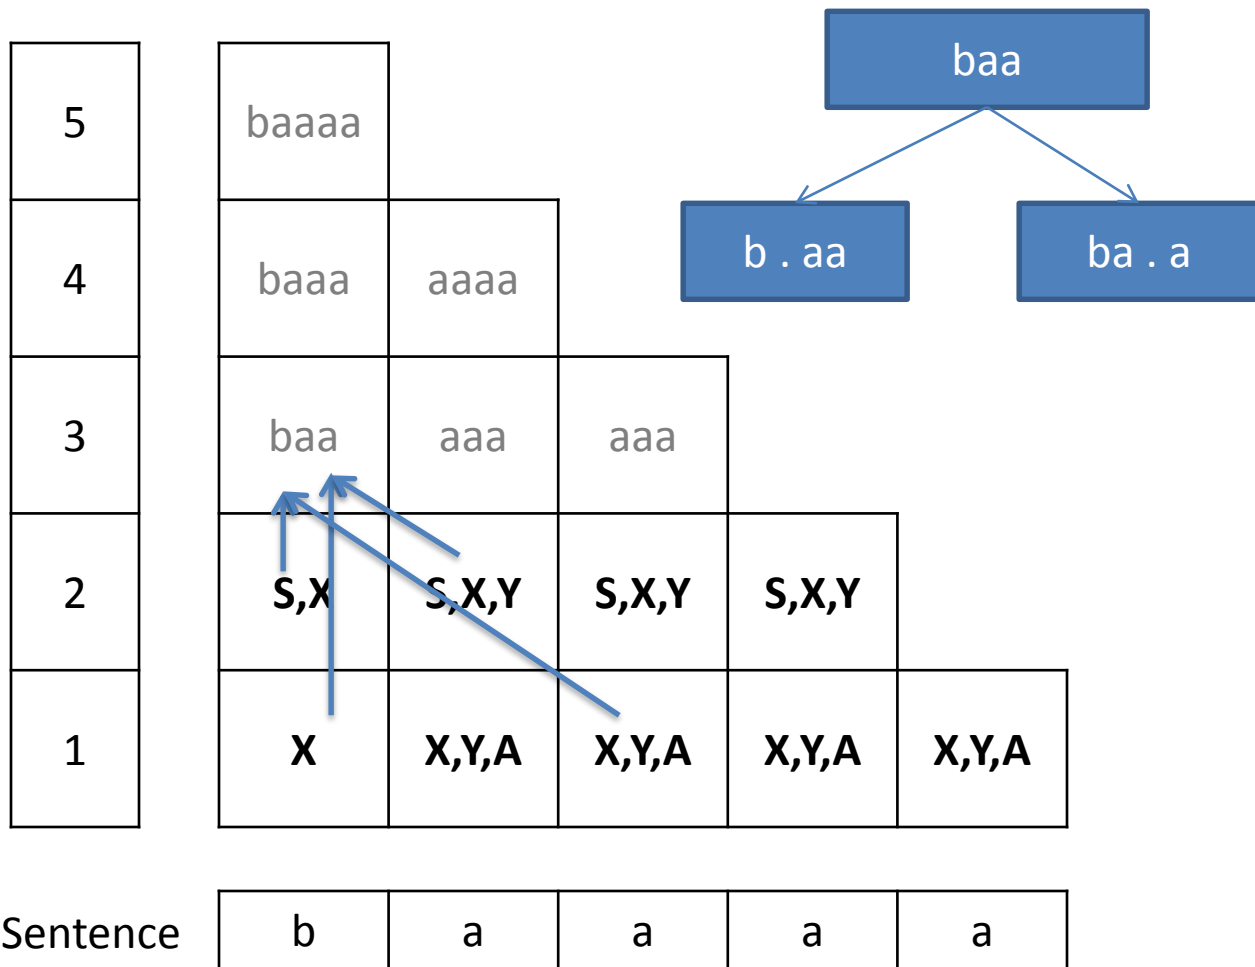 baa
5 baaaa
b . aa ba . a
4 baaa aaaa
3 baa aaa aaa
2 S,X S,X,Y S,X,Y S,X,Y
1 X X,Y,A X,Y,A X,Y,A X,Y,A
Sentence b a a a a